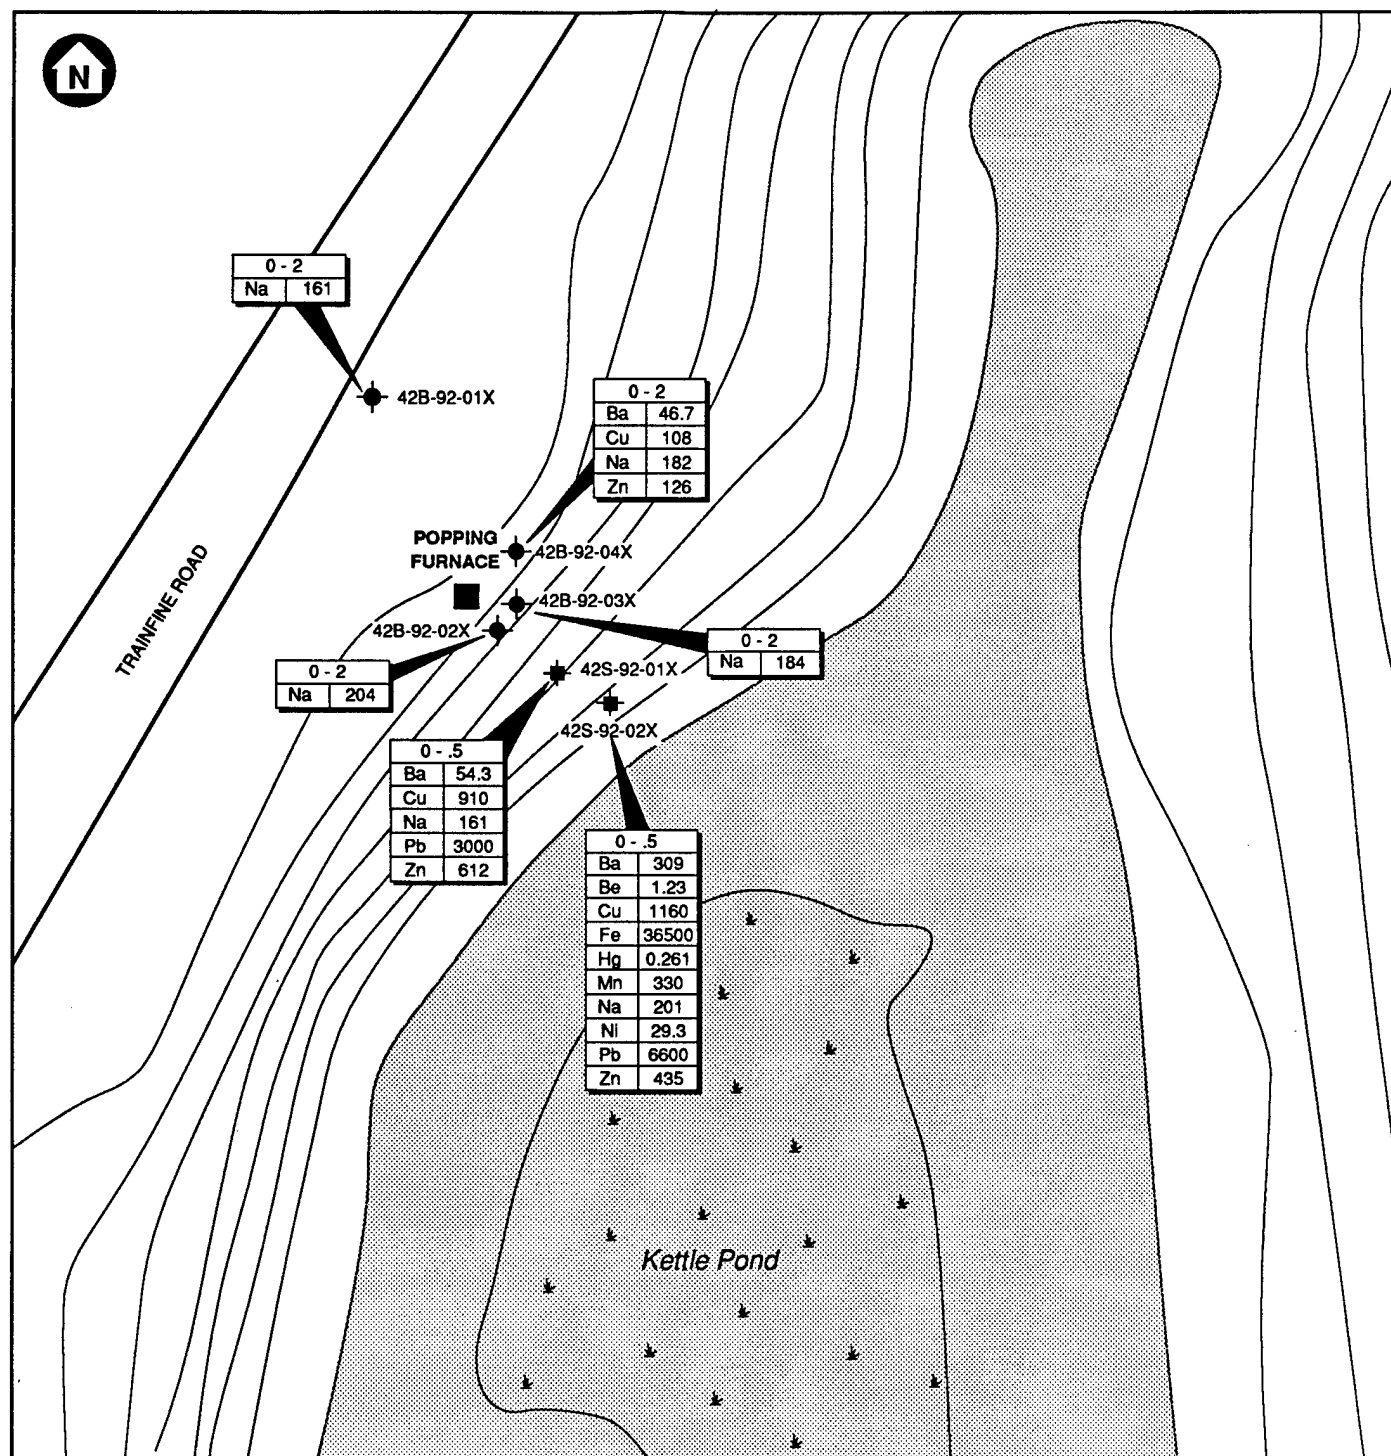 N
0 - 2
Na 161
42B-92-01X
0 - 2
Ba 46.7
Cu 108
Na 182
Zn 126
POPPING
FURNACE
42B-92-04X
42B-92-03X
TRAINFINE ROAD
42B-92-02X
0 - 2
Na 184
0 - 2
Na 204
42S-92-01X
42S-92-02X
0 - .5
Ba 54.3
Cu 910
Na 161
Pb 3000
Zn 612
0 - .5
Ba 309
Be 1.23
Cu 1160
Fe 36500
Hg 0.261
Mn 330
Na 201
Ni 29.3
Pb 6600
Zn 435
Kettle Pond